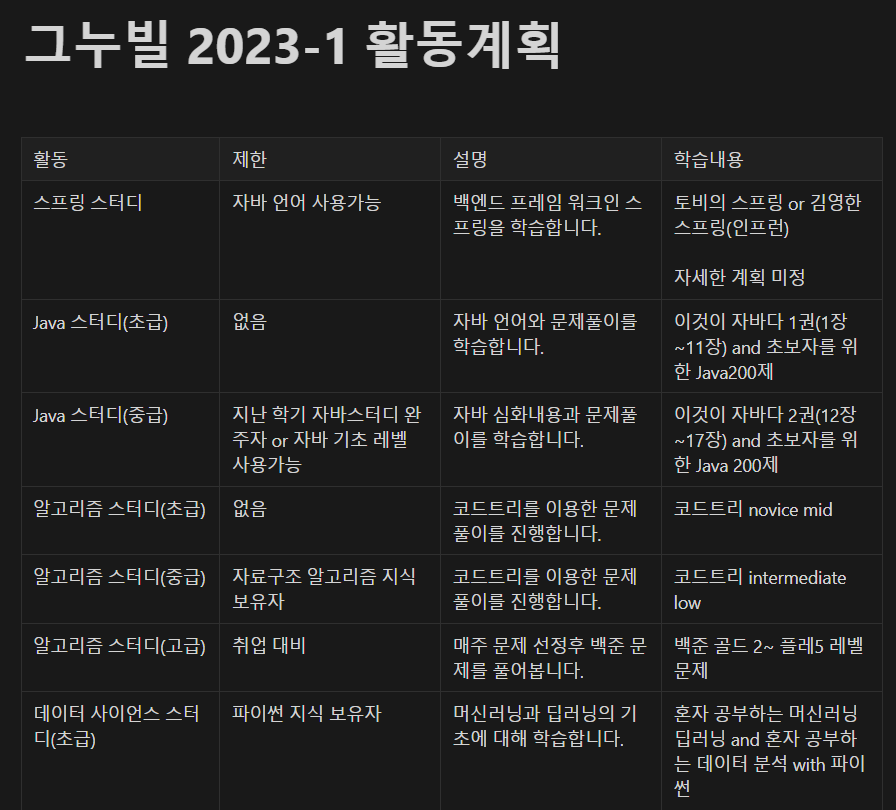 그누빌 2023-1 활동계획
활동
제한
설명
학습내용
스프링 스터디
자바 언어 사용가능
백엔드 프레임 워크인 스
프링을 학습합니다.
토비의 스프링 or 김영한
스프링(인프런)
자세한 계획 미정
Java 스터디(초급)
없음
자바 언어와 문제풀이를
학습합니다.
이것이 자바다 1권(1장
~11장) and 초보자를 위
한 Java200제
Java 스터디(중급)
지난 학기 자바스터디 완
주자 or 자바 기초 레벨
사용가능
자바 심화내용과 문제풀
이를 학습합니다.
이것이 자바다 2권(12장
~17장) and 초보자를 위
한 Java 200제
알고리즘 스터디(초급)
없음
코드트리를 이용한 문제
풀이를 진행합니다.
코드트리 novice mid
알고리즘 스터디(중급)
자료구조 알고리즘 지식
보유자
코드트리를 이용한 문제
풀이를 진행합니다.
코드트리 intermediate
low
알고리즘 스터디(고급)
취업 대비
매주 문제 선정후 백준 문
제를 풀어봅니다.
백준 골드 2~ 플레5 레벨
문제
데이터 사이언스 스터
디(초급)
파이썬 지식 보유자
머신러닝과 딥러닝의 기
초에 대해 학습합니다.
혼자 공부하는 머신러닝
딥러닝 and 혼자 공부하
는 데이터 분석 with 파이
썬